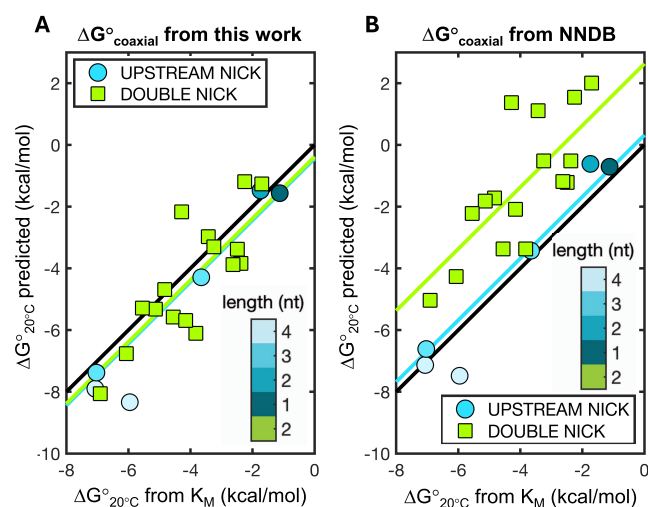 A
ΔG°coaxial from this work
UPSTREAM NICK
DOUBLE NICK
2
0
-2
-4
-6
-8
-10
ΔG°20°C predicted (kcal/mol)
length (nt)
4
3
2
1
2
-8
-6
-4
-2
0
ΔG°20°C from KM (kcal/mol)
B
ΔG°coaxial from NNDB
2
0
-2
-4
-6
-8
-10
ΔG°20°C predicted (kcal/mol)
length (nt)
4
3
2
1
2
UPSTREAM NICK
DOUBLE NICK
-8
-6
-4
-2
0
ΔG°20°C from KM (kcal/mol)